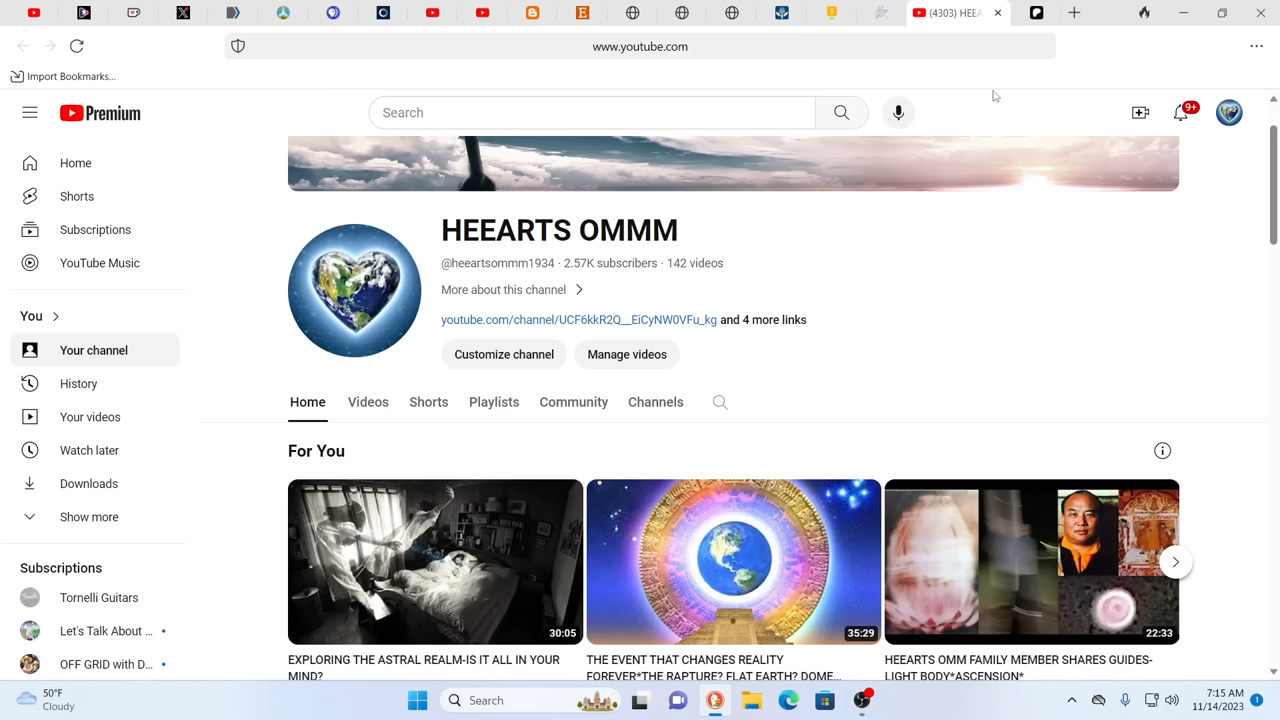 (4303) HEEA
www.youtube.com
Import Bookmarks...
Premium
Search
9+
Home
Shorts
Subscriptions
YouTube Music
You
Your channel
History
Your videos
Watch later
Downloads
Show more
Subscriptions
Tornelli Guitars
Let's Talk About ...
OFF GRID with D...
HEEARTS OMMM
@heeartsommm1934 · 2.57K subscribers · 142 videos
More about this channel
youtube.com/channel/UCF6kkR2Q__EiCyNW0VFu_kg and 4 more links
Customize channel
Manage videos
Home
Videos
Shorts
Playlists
Community
Channels
For You
30:05
35:29
22:33
EXPLORING THE ASTRAL REALM-IS IT ALL IN YOUR
MIND?
THE EVENT THAT CHANGES REALITY
FOREVER*THE RAPTURE? FLAT EARTH? DOME...
HEEARTS OMM FAMILY MEMBER SHARES GUIDES-
LIGHT BODY*ASCENSION*
50°F
Cloudy
Search
7:15 AM
11/14/2023
1